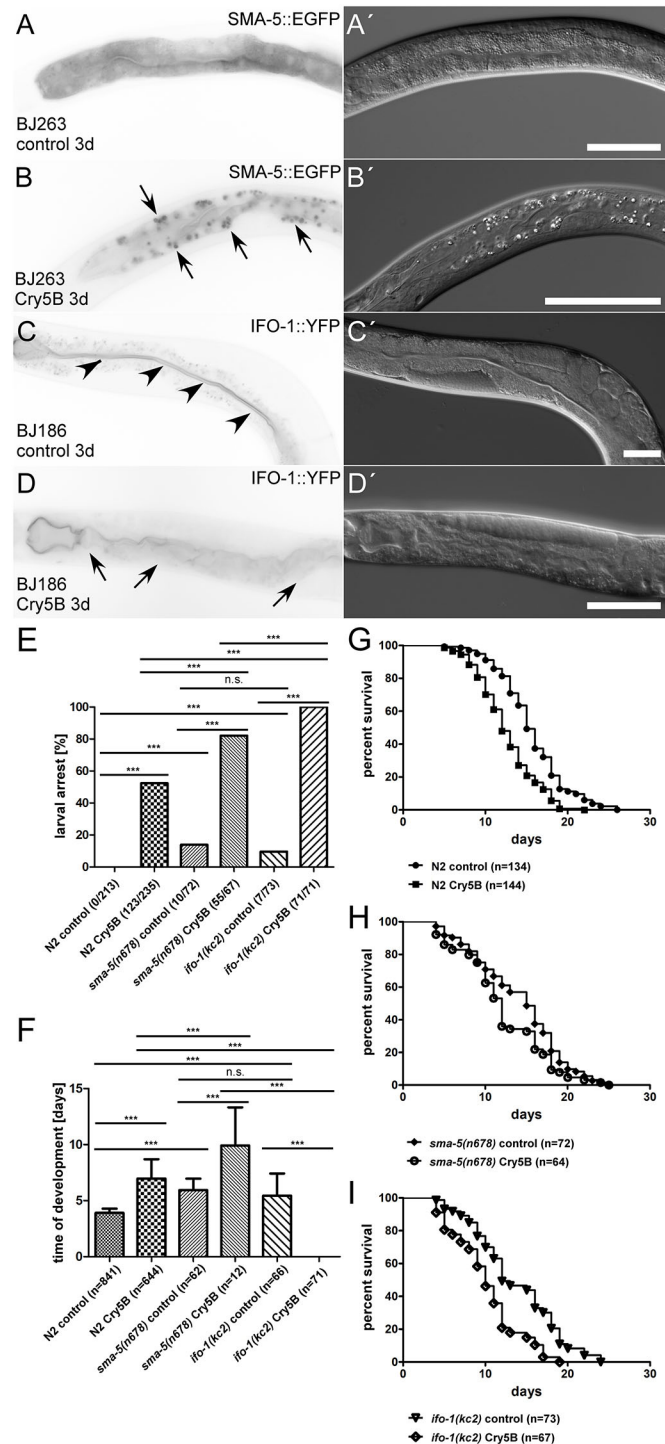 A
SMA-5::EGFP
BJ263
control 3d
A´
B
SMA-5::EGFP
BJ263
Cry5B 3d
B´
C
IFO-1::YFP
BJ186
control 3d
C´
D
IFO-1::YFP
BJ186
Cry5B 3d
D´
E
larval arrest [%]
100
80
60
40
20
0
***
***
n.s.
***
***
***
***
***
***
N2 control (0/213)
N2 Cry5B (123/235)
sma-5(n678) control (10/72)
sma-5(n678) Cry5B (55/67)
ifo-1(kc2) control (7/73)
ifo-1(kc2) Cry5B (71/71)
F
time of development [days]
15
10
5
0
***
***
***
n.s.
***
***
***
***
***
N2 control (n=841)
N2 Cry5B (n=644)
sma-5(n678) control (n=62)
sma-5(n678) Cry5B (n=12)
ifo-1(kc2) control (n=66)
ifo-1(kc2) Cry5B (n=71)
G
percent survival
100
80
60
40
20
0
0 10 20 30
days
N2 control (n=134)
N2 Cry5B (n=144)
H
percent survival
100
80
60
40
20
0
0 10 20 30
days
sma-5(n678) control (n=72)
sma-5(n678) Cry5B (n=64)
I
percent survival
100
80
60
40
20
0
0 10 20 30
days
ifo-1(kc2) control (n=73)
ifo-1(kc2) Cry5B (n=67)